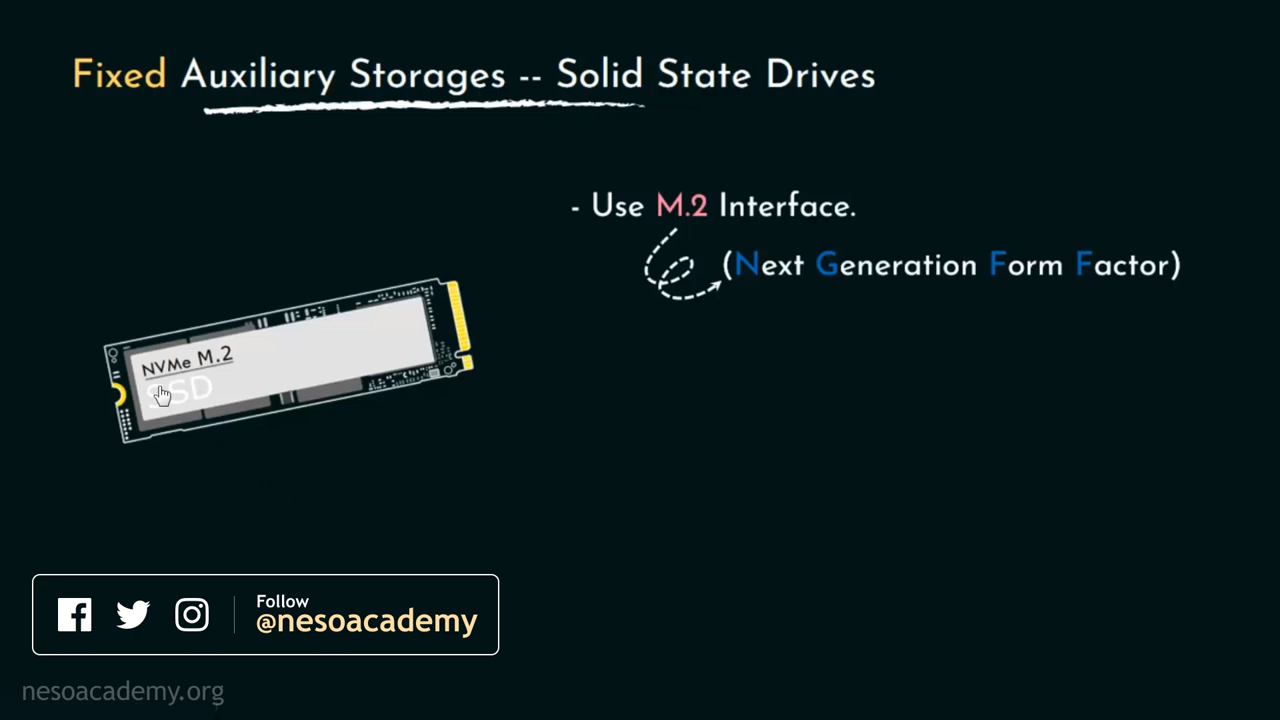 Fixed Auxiliary Storages -- Solid State Drives
- Use M.2 Interface.
(Next Generation Form Factor)
NVMe M.2
SSD
Follow
@nesoacademy
nesoacademy.org